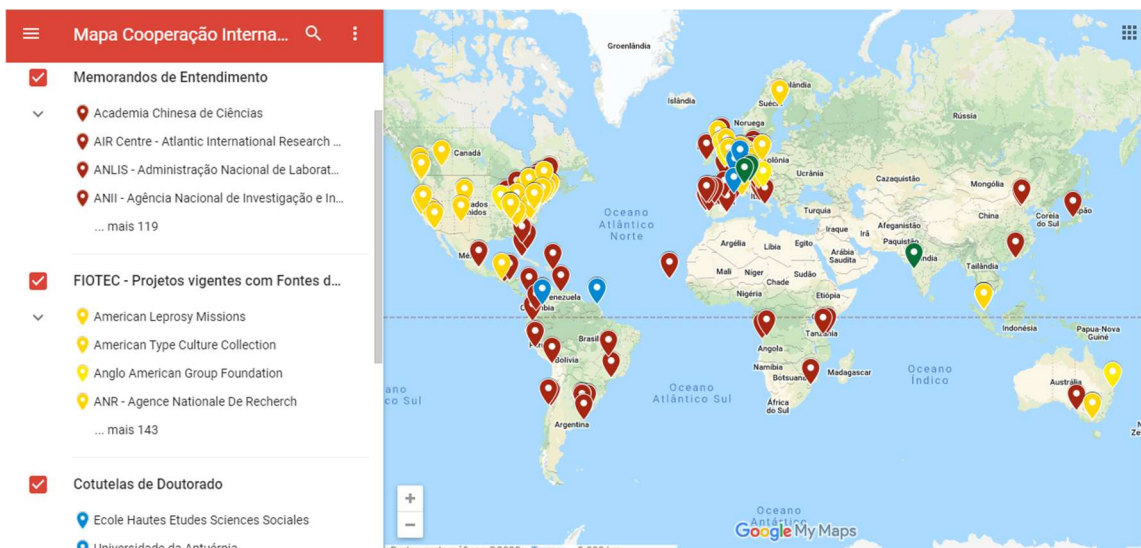 Mapa Cooperação Interna...
Memorandos de Entendimento
Academia Chinesa de Ciências
AIR Centre - Atlantic International Research ...
ANLIS - Administração Nacional de Laborat...
ANII - Agência Nacional de Investigação e In...
... mais 119
FIOTEC - Projetos vigentes com Fontes d...
American Leprosy Missions
American Type Culture Collection
Anglo American Group Foundation
ANR - Agence Nationale De Recherch
... mais 143
Cotutelas de Doutorado
Ecole Hautes Etudes Sciences Sociales
Universidade da Antuérnia
Groenlândia
Islândia
Noruega
Rússia
Canadá
Ucrânia
Cazaquistão
Mongólia
Oceano
Atlântico
Norte
Turquia
China
Coreia
do Sul
Iraque
Irã
Afeganistão
Paquistão
Argélia
Líbia
Egito
Arábia
Saudita
Mali
Níger
Chade
Sudão
Tailândia
Nigéria
Etiópia
Indonésia
Papua-Nova
Guiné
Brasil
Bolívia
Angola
Tanzânia
Namíbia
Botsuana
Madagascar
Oceano
Índico
Austrália
Oceano
Atlântico Sul
África
do Sul
Argentina
Oceano
Antártico
Google My Maps